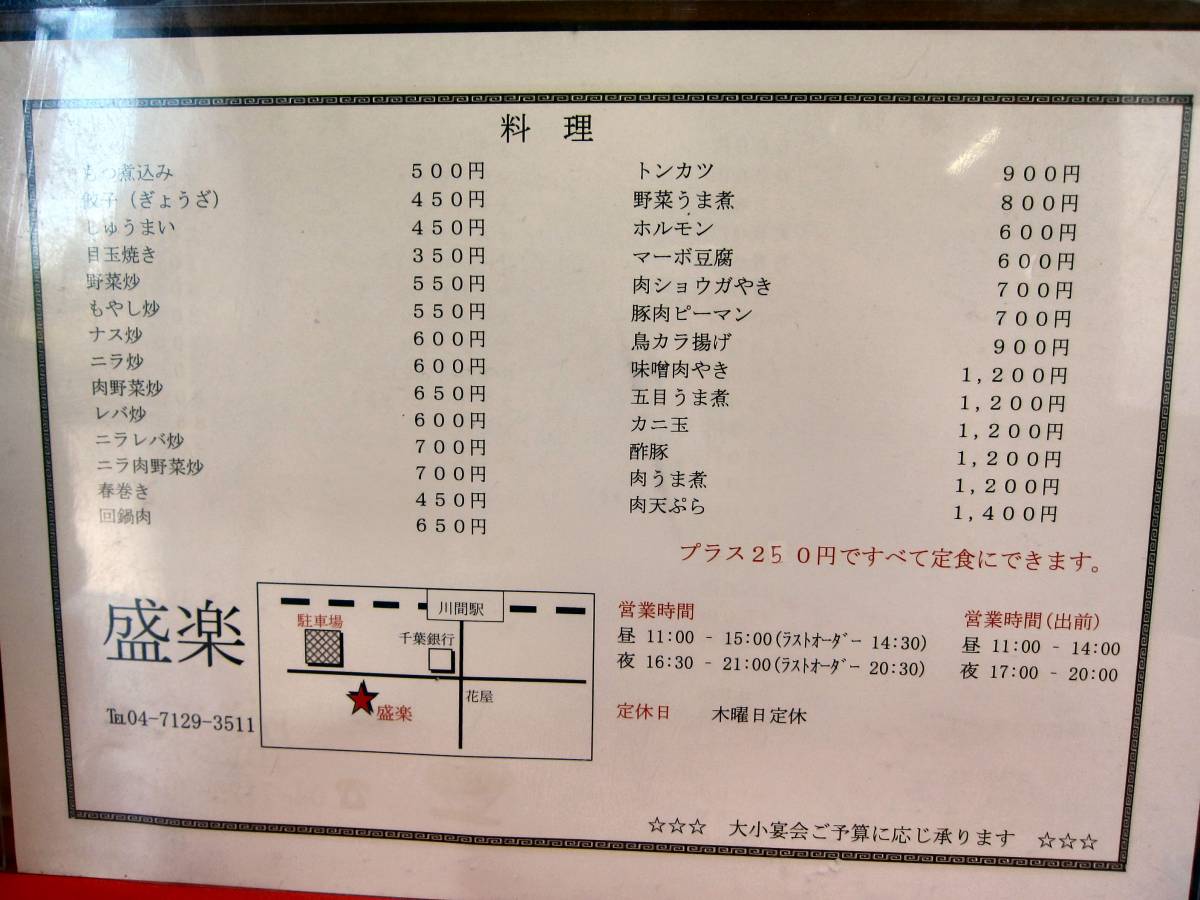 料 理
もつ煮込み 500円
餃子（ぎょうざ） 450円
しゅうまい 450円
目玉焼き 350円
野菜炒 550円
もやし炒 550円
ナス炒 600円
ニラ炒 600円
肉野菜炒 650円
レバ炒 600円
ニラレバ炒 700円
ニラ肉野菜炒 700円
春巻き 450円
回鍋肉 650円
トンカツ 900円
野菜うま煮 800円
ホルモン 600円
マーボ豆腐 600円
肉ショウガやき 700円
豚肉ピーマン 700円
鳥カラ揚げ 900円
味噌肉やき 1,200円
五目うま煮 1,200円
カニ玉 1,200円
酢豚 1,200円
肉うま煮 1,200円
肉天ぷら 1,400円
プラス250円ですべて定食にできます。
盛楽
℡04-7129-3511
川間駅
駐車場
千葉銀行
花屋
盛楽
営業時間
昼 11:00 - 15:00(ﾗｽﾄｵｰﾀﾞｰ 14:30)
夜 16:30 - 21:00(ﾗｽﾄｵｰﾀﾞｰ 20:30)
営業時間(出前)
昼 11:00 - 14:00
夜 17:00 - 20:00
定休日 木曜日定休
☆☆☆ 大小宴会ご予算に応じ承ります ☆☆☆